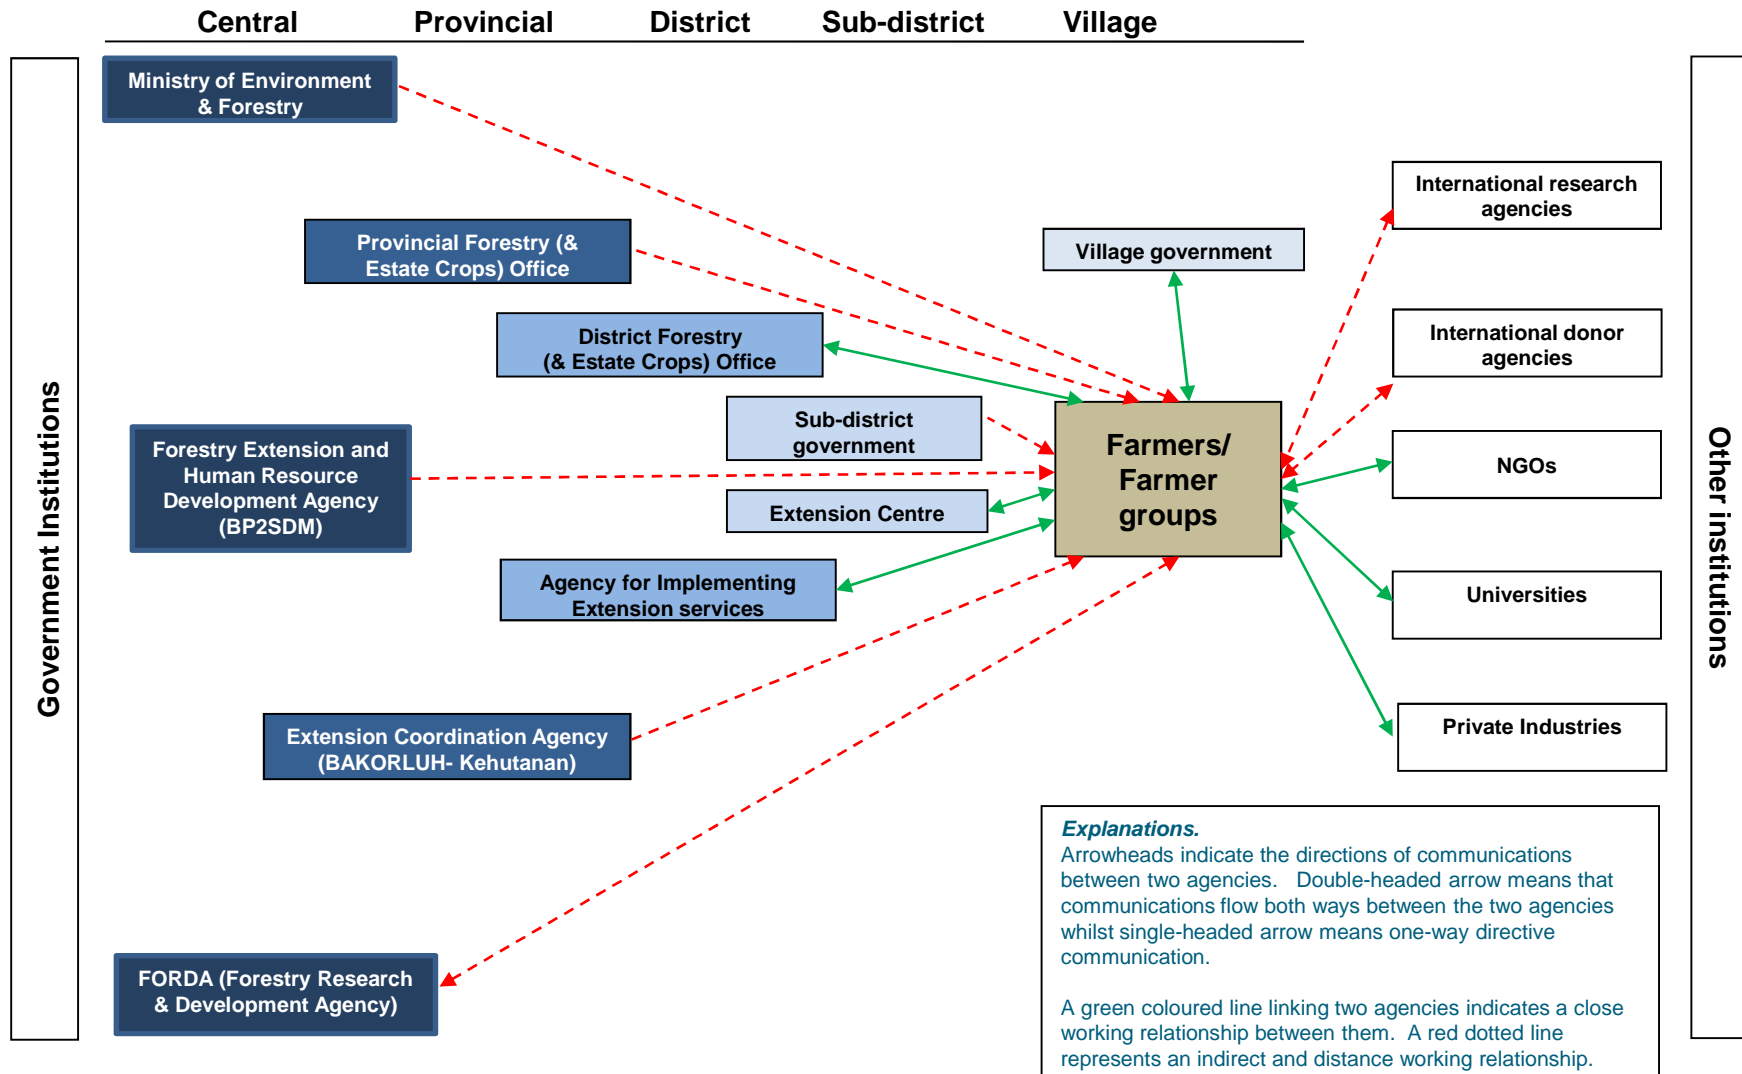 Central Provincial District Sub-district Village
Government Institutions
Ministry of Environment
& Forestry
Provincial Forestry (&
Estate Crops) Office
District Forestry
(& Estate Crops) Office
Sub-district
government
Forestry Extension and
Human Resource
Development Agency
(BP2SDM)
Extension Centre
Agency for Implementing
Extension services
Extension Coordination Agency
(BAKORLUH- Kehutanan)
FORDA (Forestry Research
& Development Agency)
Village government
Farmers/
Farmer
groups
International research
agencies
International donor
agencies
NGOs
Universities
Private Industries
Other institutions
Explanations.
Arrowheads indicate the directions of communications
between two agencies. Double-headed arrow means that
communications flow both ways between the two agencies
whilst single-headed arrow means one-way directive
communication.
A green coloured line linking two agencies indicates a close
working relationship between them. A red dotted line
represents an indirect and distance working relationship.